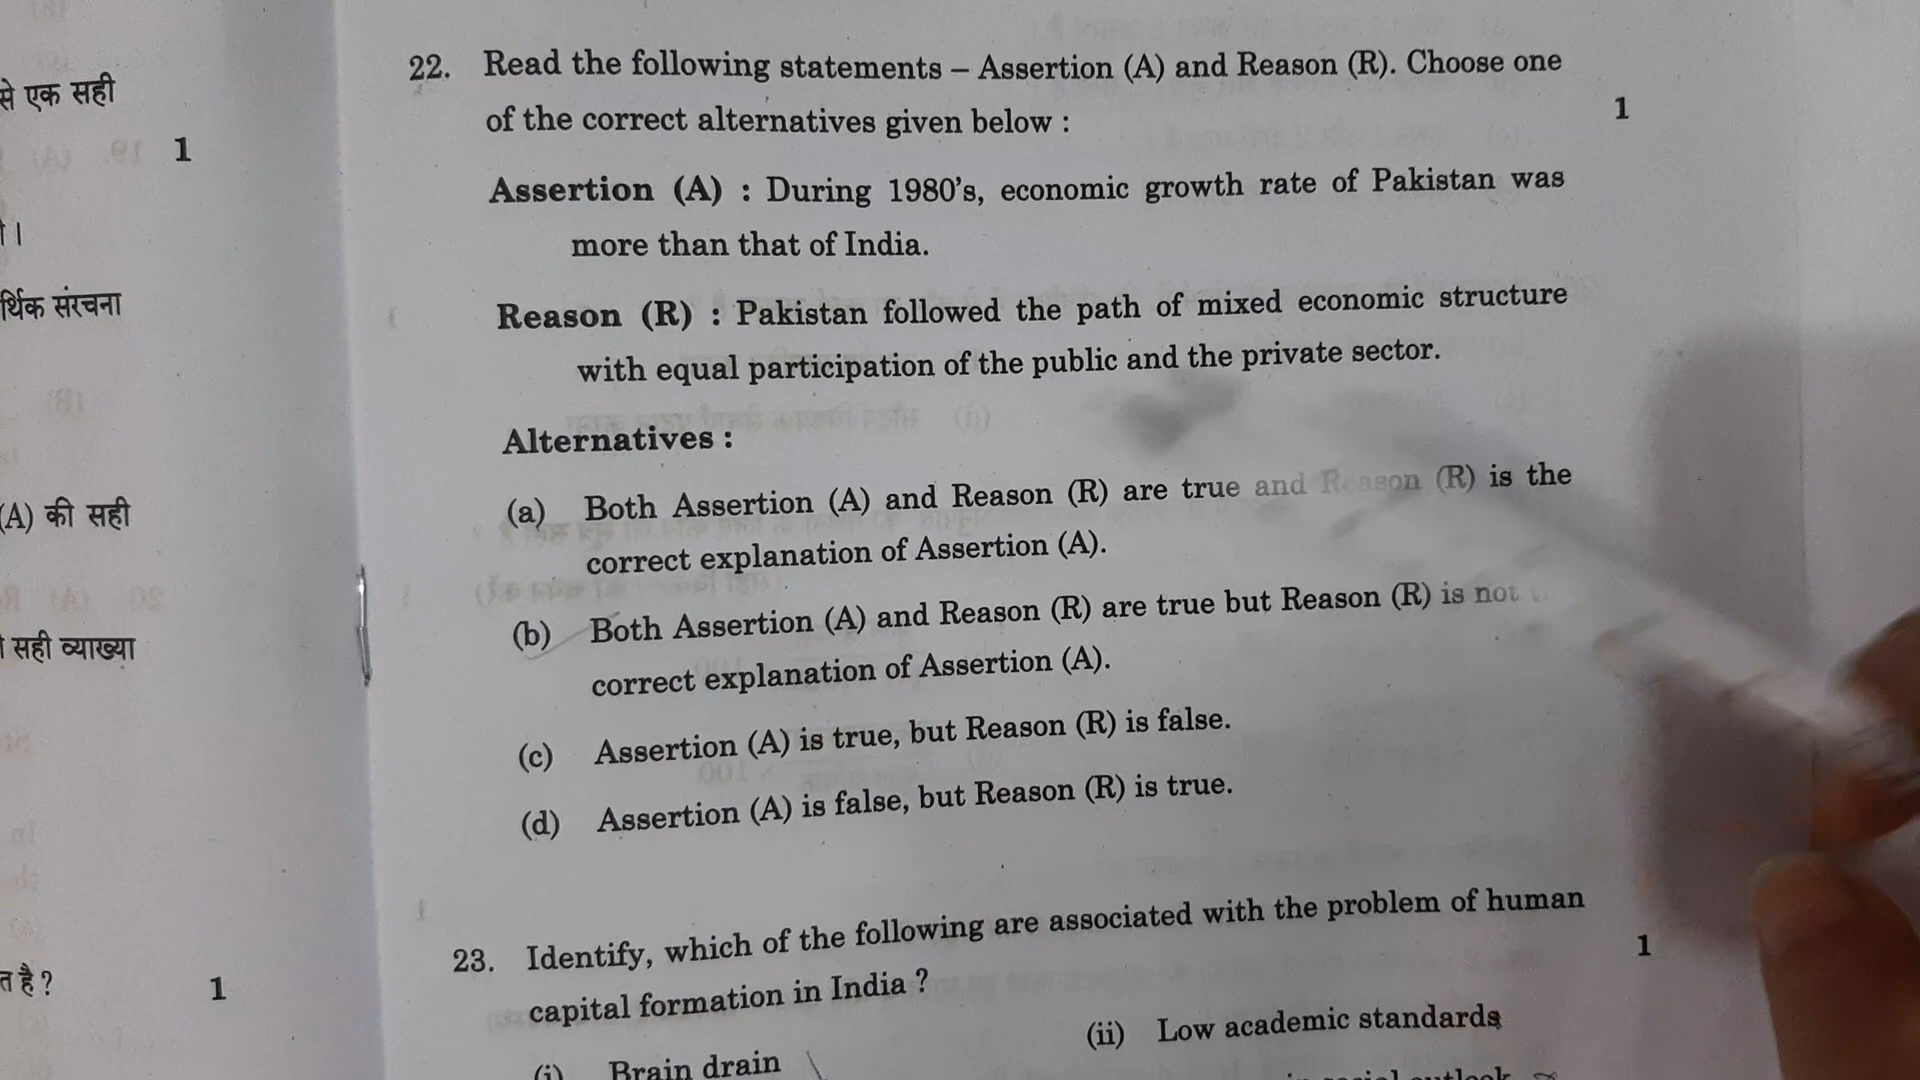 से एक सही
1
र्थिक संरचना
(A) की सही
सही व्याख्या
त है ?
1
22. Read the following statements – Assertion (A) and Reason (R). Choose one
of the correct alternatives given below :
1
Assertion (A) : During 1980's, economic growth rate of Pakistan was
more than that of India.
Reason (R) : Pakistan followed the path of mixed economic structure
with equal participation of the public and the private sector.
Alternatives :
(a) Both Assertion (A) and Reason (R) are true and Reason (R) is the
correct explanation of Assertion (A).
(b) Both Assertion (A) and Reason (R) are true but Reason (R) is not
correct explanation of Assertion (A).
(c) Assertion (A) is true, but Reason (R) is false.
(d) Assertion (A) is false, but Reason (R) is true.
23. Identify, which of the following are associated with the problem of human
capital formation in India ?
1
(i) Brain drain
(ii) Low academic standards
social outlook